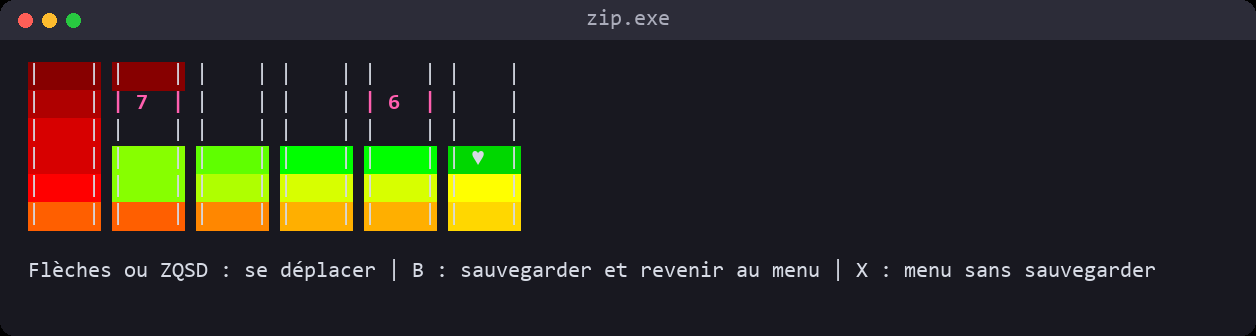 zip.exe
|    | |    | |    | |    | |    | |    |
|    | | 7  | |    | |    | | 6  | |    |
|    | |    | |    | |    | |    | |    |
|    | |    | |    | |    | |    | | ♥  |
|    | |    | |    | |    | |    | |    |
|    | |    | |    | |    | |    | |    |
Flèches ou ZQSD : se déplacer | B : sauvegarder et revenir au menu | X : menu sans sauvegarder